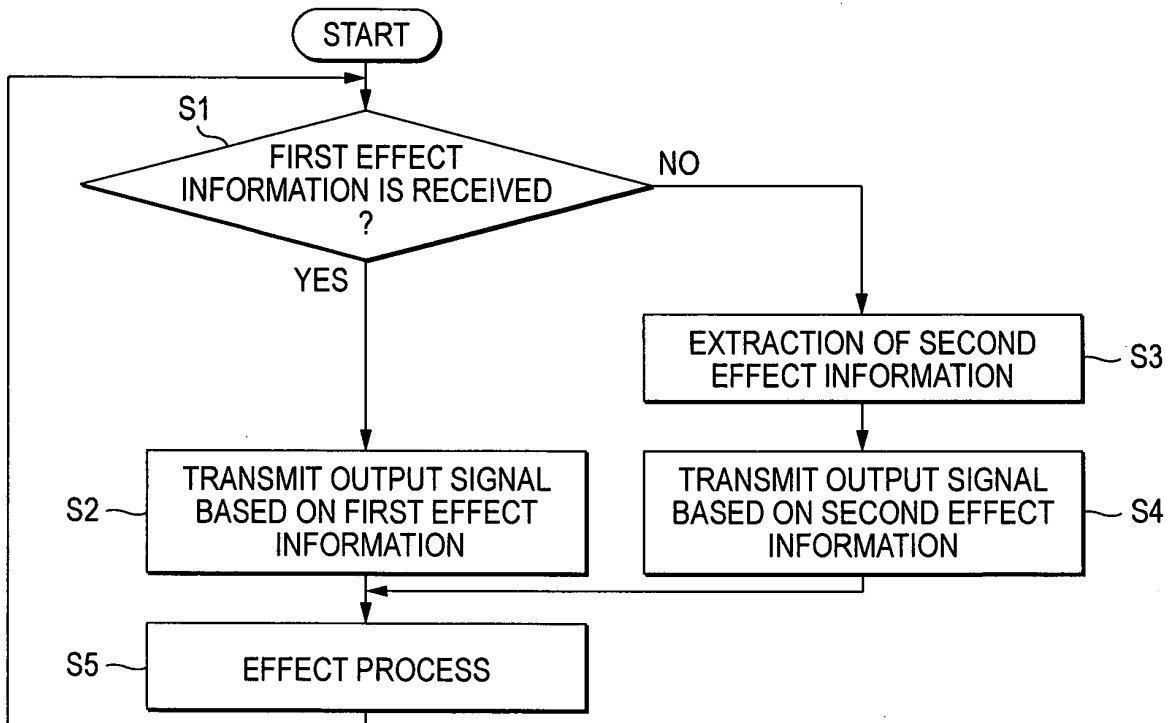 START
S1
FIRST EFFECT
INFORMATION IS RECEIVED
?
NO
YES
EXTRACTION OF SECOND
EFFECT INFORMATION
S3
S2
TRANSMIT OUTPUT SIGNAL
BASED ON FIRST EFFECT
INFORMATION
TRANSMIT OUTPUT SIGNAL
BASED ON SECOND EFFECT
INFORMATION
S4
S5
EFFECT PROCESS